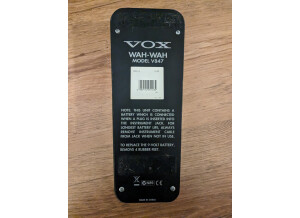 VOX
WAH-WAH
MODEL V847
NOTE: THIS UNIT CONTAINS A
BATTERY WHICH IS CONNECTED
WHEN A PLUG IS INSERTED INTO
THE INSTRUMENT JACK. FOR
LONGEST BATTERY LIFE, ALWAYS
REMOVE INSTRUMENT CABLE
FROM JACK WHEN NOT IN USE.
TO REPLACE THE 9 VOLT BATTERY,
REMOVE 4 RUBBER FEET.